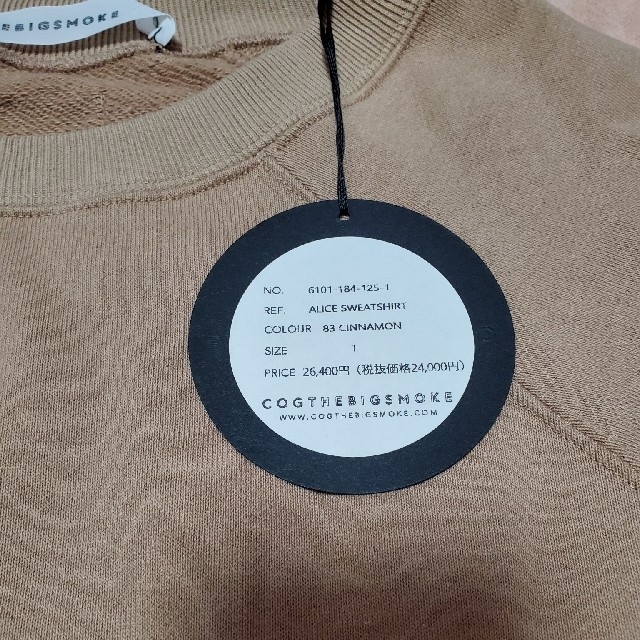 EBIGSMOKE
NO. 6101-184-125-1
REF. ALICE SWEATSHIRT
COLOUR 83 CINNAMON
SIZE 1
PRICE 26,400円（税抜価格24,000円）
COGTHEBIGSMOKE
WWW.COGTHEBIGSMOKE.COM